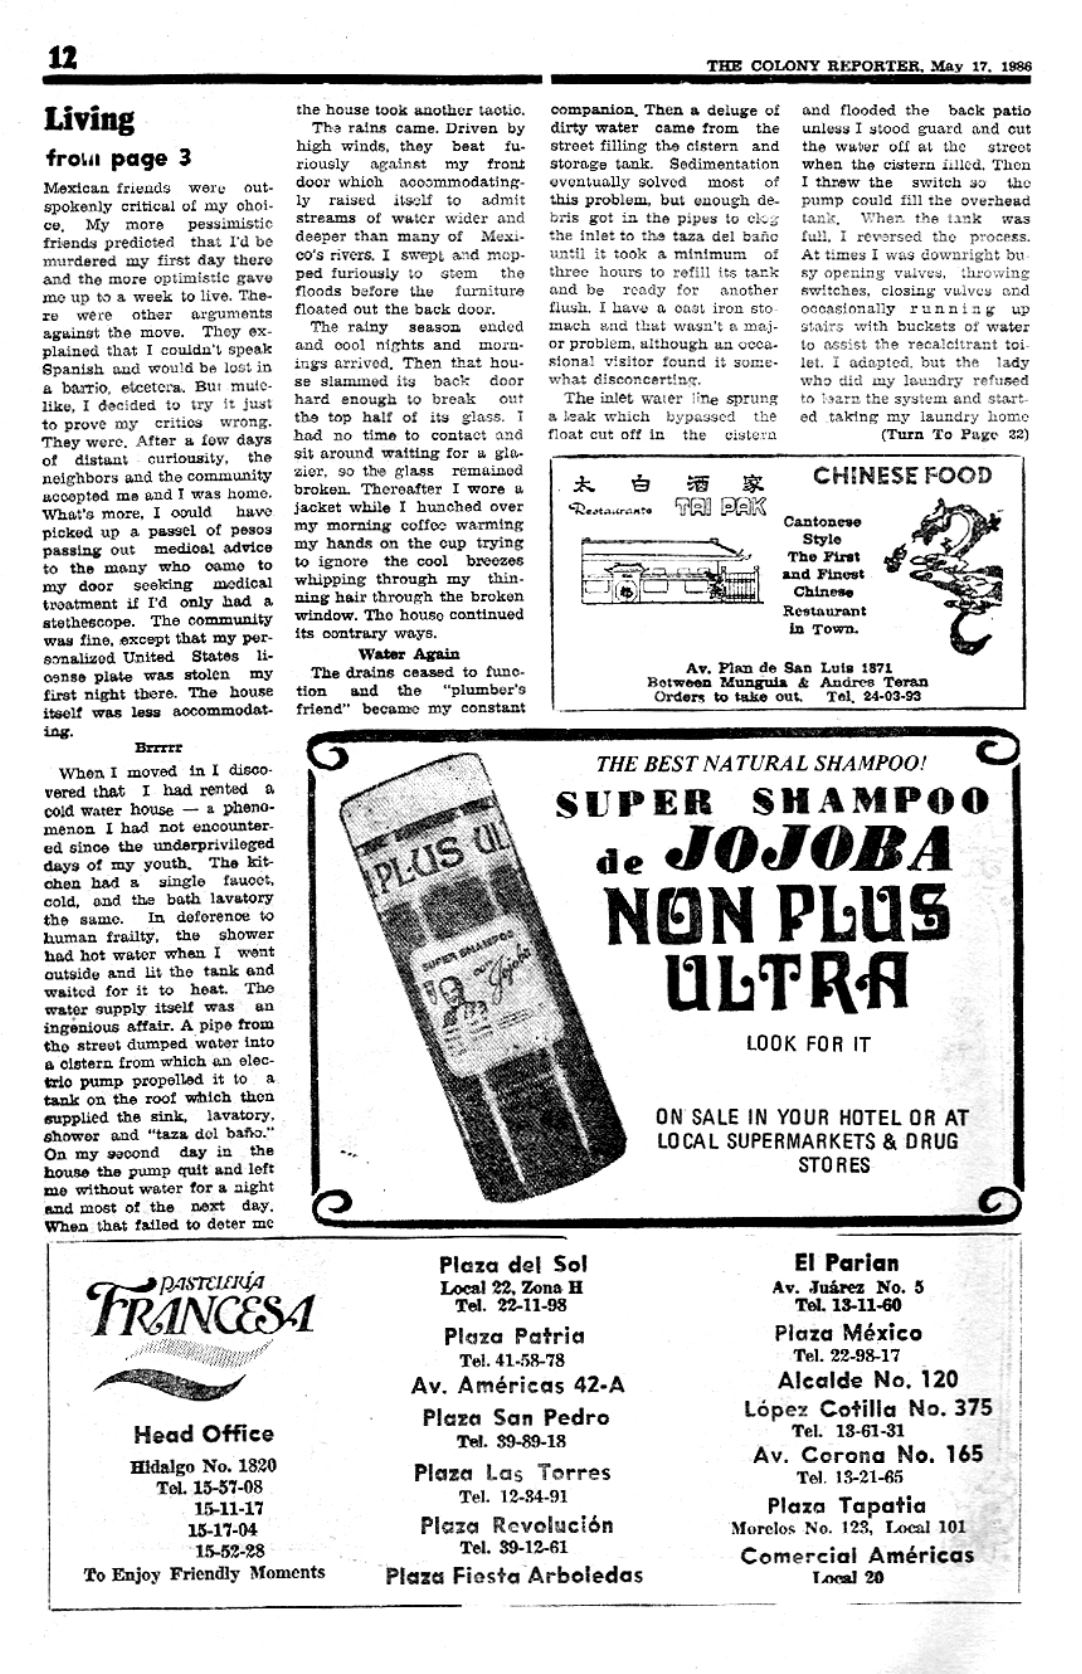 12
THE COLONY REPORTER, May 17, 1986
Living
from page 3
Mexican friends were out-
spokenly critical of my choi-
ce. My more pessimistic
friends predicted that I'd be
murdered my first day there
and the more optimistic gave
me up to a week to live. The-
re were other arguments
against the move. They ex-
plained that I couldn't speak
Spanish and would be lost in
a barrio, etcetera. But mule-
like, I decided to try it just
to prove my critics wrong.
They were. After a few days
of distant curiousity, the
neighbors and the community
accepted me and I was home.
What's more, I could have
picked up a passel of pesos
passing out medical advice
to the many who came to
my door seeking medical
treatment if I'd only had a
stethescope. The community
was fine, except that my per-
sonalized United States li-
cense plate was stolen my
first night there. The house
itself was less accommodat-
ing.
Brrrrr
When I moved in I disco-
vered that I had rented a
cold water house — a pheno-
menon I had not encounter-
ed since the underprivileged
days of my youth. The kit-
chen had a single faucet,
cold, and the bath lavatory
the same. In deference to
human frailty, the shower
had hot water when I went
outside and lit the tank and
waited for it to heat. The
water supply itself was an
ingenious affair. A pipe from
the street dumped water into
a cistern from which an elec-
tric pump propelled it to a
tank on the roof which then
supplied the sink, lavatory,
shower and "taza del baño."
On my second day in the
house the pump quit and left
me without water for a night
and most of the next day.
When that failed to deter me
the house took another tactic.
The rains came. Driven by
high winds, they beat fu-
riously against my front
door which accommodating-
ly raised itself to admit
streams of water wider and
deeper than many of Mexi-
co's rivers. I swept and mop-
ped furiously to stem the
floods before the furniture
floated out the back door.
The rainy season ended
and cool nights and morn-
ings arrived. Then that hou-
se slammed its back door
hard enough to break out
the top half of its glass. I
had no time to contact and
sit around waiting for a gla-
zier, so the glass remained
broken. Thereafter I wore a
jacket while I hunched over
my morning coffee warming
my hands on the cup trying
to ignore the cool breezes
whipping through my thin-
ning hair through the broken
window. The house continued
its contrary ways.
Water Again
The drains ceased to func-
tion and the "plumber's
friend" became my constant
companion. Then a deluge of
dirty water came from the
street filling the cistern and
storage tank. Sedimentation
eventually solved most of
this problem, but enough de-
bris got in the pipes to clog
the inlet to the taza del baño
until it took a minimum of
three hours to refill its tank
and be ready for another
flush. I have a cast iron sto-
mach and that wasn't a maj-
or problem, although an occa-
sional visitor found it some-
what disconcerting.
The inlet water line sprung
a leak which bypassed the
float cut off in the cistern
and flooded the back patio
unless I stood guard and cut
the water off at the street
when the cistern filled. Then
I threw the switch so the
pump could fill the overhead
tank. When the tank was
full, I reversed the process.
At times I was downright bu-
sy opening valves, throwing
switches, closing valves and
occasionally running up
stairs with buckets of water
to assist the recalcitrant toi-
let. I adapted, but the lady
who did my laundry refused
to learn the system and start-
ed taking my laundry home
(Turn To Page 22)
太白酒家
Restaurante TAI PAK
CHINESE FOOD
Cantonese
Style
The First
and Finest
Chinese
Restaurant
in Town.
Av. Plan de San Luis 1871
Between Munguia & Andres Teran
Orders to take out. Tel. 24-03-93
PLUS UL
SUPER SHAMPOO
Jojoba
THE BEST NATURAL SHAMPOO!
SUPER SHAMPOO
de JOJOBA
NON PLUS
ULTRA
LOOK FOR IT
ON SALE IN YOUR HOTEL OR AT
LOCAL SUPERMARKETS & DRUG
STORES
PASTELERÍA
FRANCESA
Head Office
Hidalgo No. 1820
Tel. 15-57-08
15-11-17
15-17-04
15-52-28
To Enjoy Friendly Moments
Plaza del Sol
Local 22, Zona H
Tel. 22-11-98
Plaza Patria
Tel. 41-58-78
Av. Américas 42-A
Plaza San Pedro
Tel. 39-89-18
Plaza Las Torres
Tel. 12-34-91
Plaza Revolución
Tel. 39-12-61
Plaza Fiesta Arboledas
El Parian
Av. Juárez No. 5
Tel. 13-11-60
Plaza México
Tel. 22-98-17
Alcalde No. 120
López Cotilla No. 375
Tel. 13-61-31
Av. Corona No. 165
Tel. 13-21-65
Plaza Tapatia
Morelos No. 123, Local 101
Comercial Américas
Local 20